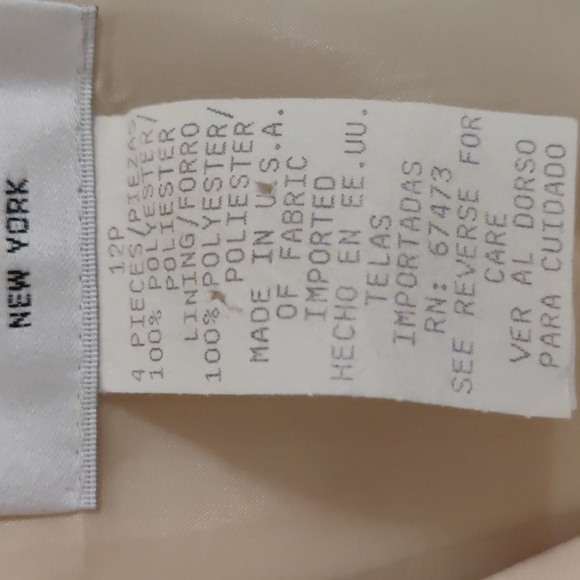 NEW YORK
12P
4 PIECES/PIEZAS
100% POLYESTER/
POLIESTER
LINING/FORRO
100% POLYESTER/
POLIESTER
MADE IN U.S.A.
OF FABRIC
IMPORTED
HECHO EN EE.UU.
TELAS
IMPORTADAS
RN: 67473
SEE REVERSE FOR
CARE
VER AL DORSO
PARA CUIDADO